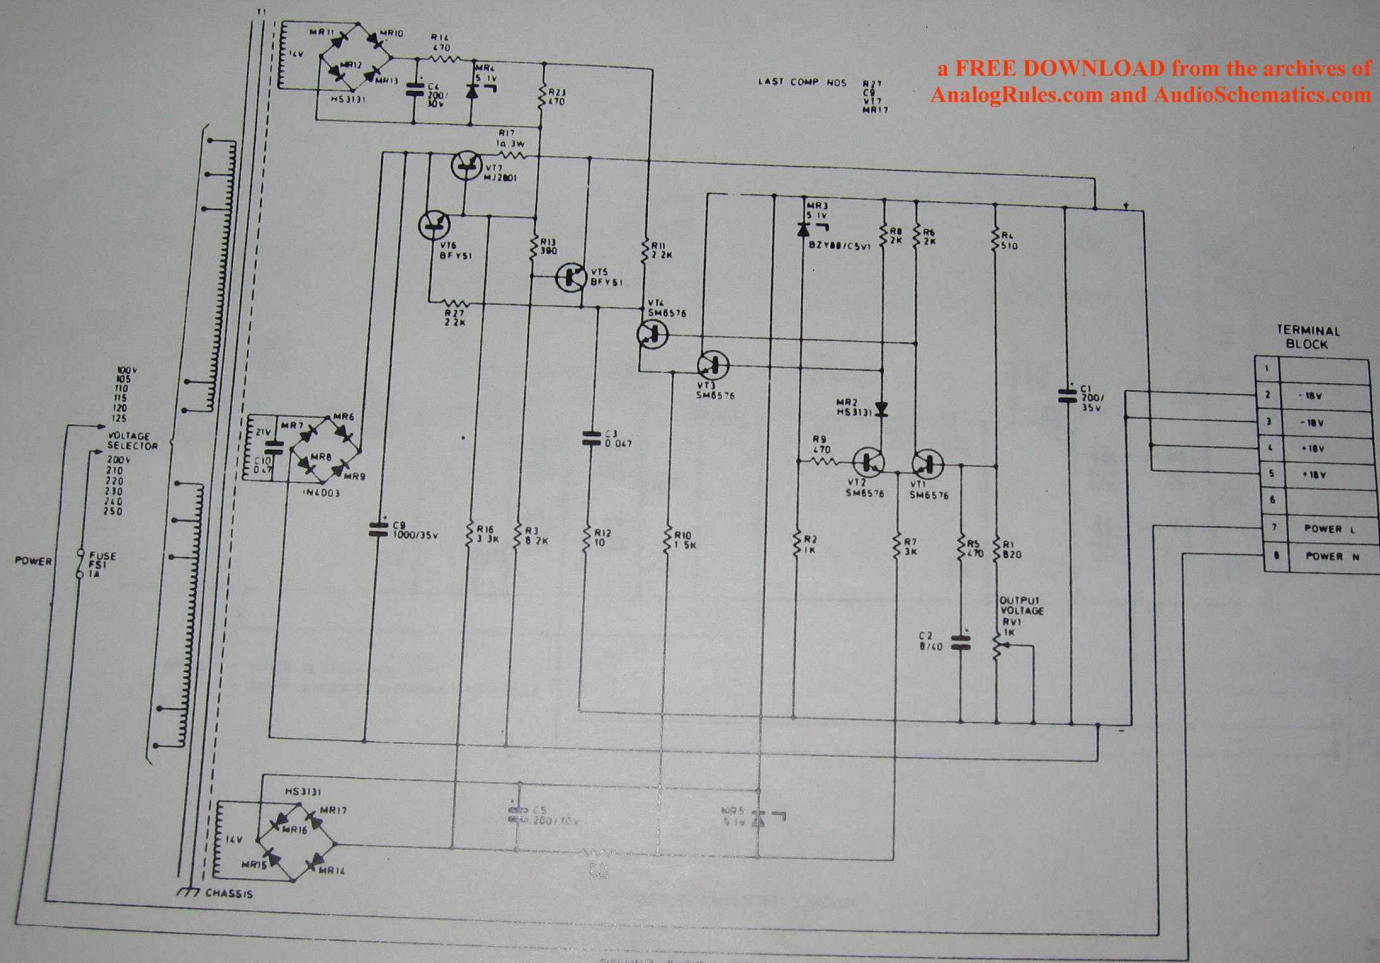 T1
14V
MR11
MR10
MR12
MR13
HS3131
R14
470
C4
200/
30V
MR4
5 1V
R23
470
LAST COMP NOS
R27
C9
VT7
MR17
a FREE DOWNLOAD from the archives of
AnalogRules.com and AudioSchematics.com
R17
1Ω.3W
VT7
MJ2801
VT6
BFY51
R13
390
VT5
BFY51
R11
2 2K
R27
2.2K
VT4
SM6576
VT3
SM6576
MR3
5 1V
BZY88/C5V1
R8
2K
R6
2K
R4
510
MR2
HS3131
C1
200/
35V
+
TERMINAL
BLOCK
1
2 -18V
3 -18V
4 +18V
5 +18V
6
7 POWER L
8 POWER N
100V
105
110
115
120
125
VOLTAGE
SELECTOR
200V
210
220
230
240
250
POWER
FUSE
FS1
1A
21V
C10
0.47
MR7
MR6
MR8
MR9
1N4003
C9
1000/35V
R16
3.3K
R3
8 2K
C3
0.047
R12
10
R10
1 5K
R9
470
VT2
SM6576
VT1
SM6576
R2
1K
R7
3K
R5
470
R1
820
C2
8/40
OUTPUT
VOLTAGE
RV1
1K
-
14V
HS3131
MR17
MR16
MR15
MR14
C5
MR5
CHASSIS